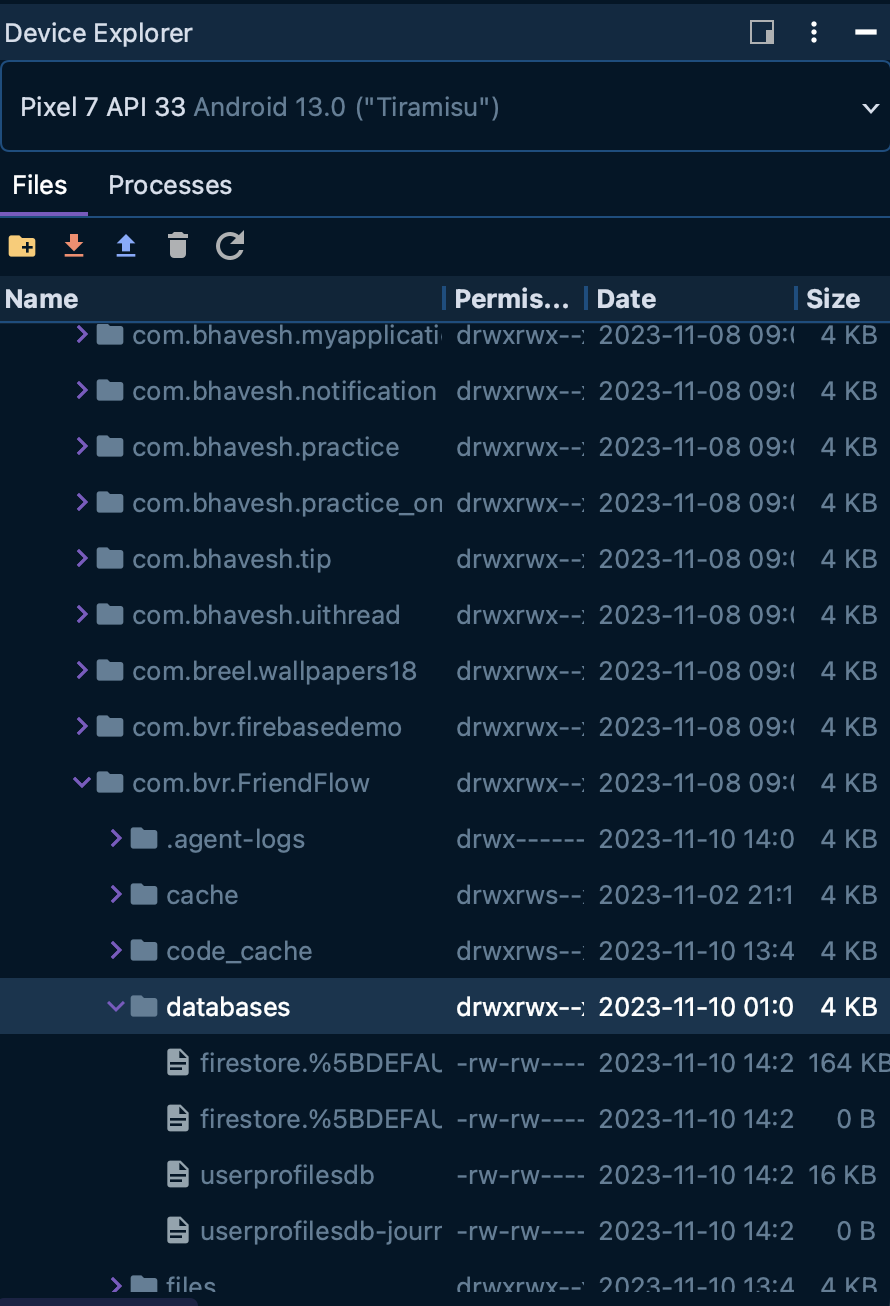 Device Explorer
Pixel 7 API 33 Android 13.0 ("Tiramisu")
Files Processes
Name Permis... Date Size
com.bhavesh.myapplicati drwxrwx-- 2023-11-08 09: 4 KB
com.bhavesh.notification drwxrwx-- 2023-11-08 09: 4 KB
com.bhavesh.practice drwxrwx-- 2023-11-08 09: 4 KB
com.bhavesh.practice_on drwxrwx-- 2023-11-08 09: 4 KB
com.bhavesh.tip drwxrwx-- 2023-11-08 09: 4 KB
com.bhavesh.uithread drwxrwx-- 2023-11-08 09: 4 KB
com.breel.wallpapers18 drwxrwx-- 2023-11-08 09: 4 KB
com.bvr.firebasedemo drwxrwx-- 2023-11-08 09: 4 KB
com.bvr.FriendFlow drwxrwx-- 2023-11-08 09: 4 KB
.agent-logs drwx------ 2023-11-10 14:0 4 KB
cache drwxrws-- 2023-11-02 21:1 4 KB
code_cache drwxrws-- 2023-11-10 13:4 4 KB
databases drwxrwx-- 2023-11-10 01:0 4 KB
firestore.%5BDEFAU -rw-rw---- 2023-11-10 14:2 164 KB
firestore.%5BDEFAU -rw-rw---- 2023-11-10 14:2 0 B
userprofilesdb -rw-rw---- 2023-11-10 14:2 16 KB
userprofilesdb-journ -rw-rw---- 2023-11-10 14:2 0 B
files drwxrwx-- 2023-11-10 13:4 4 KB